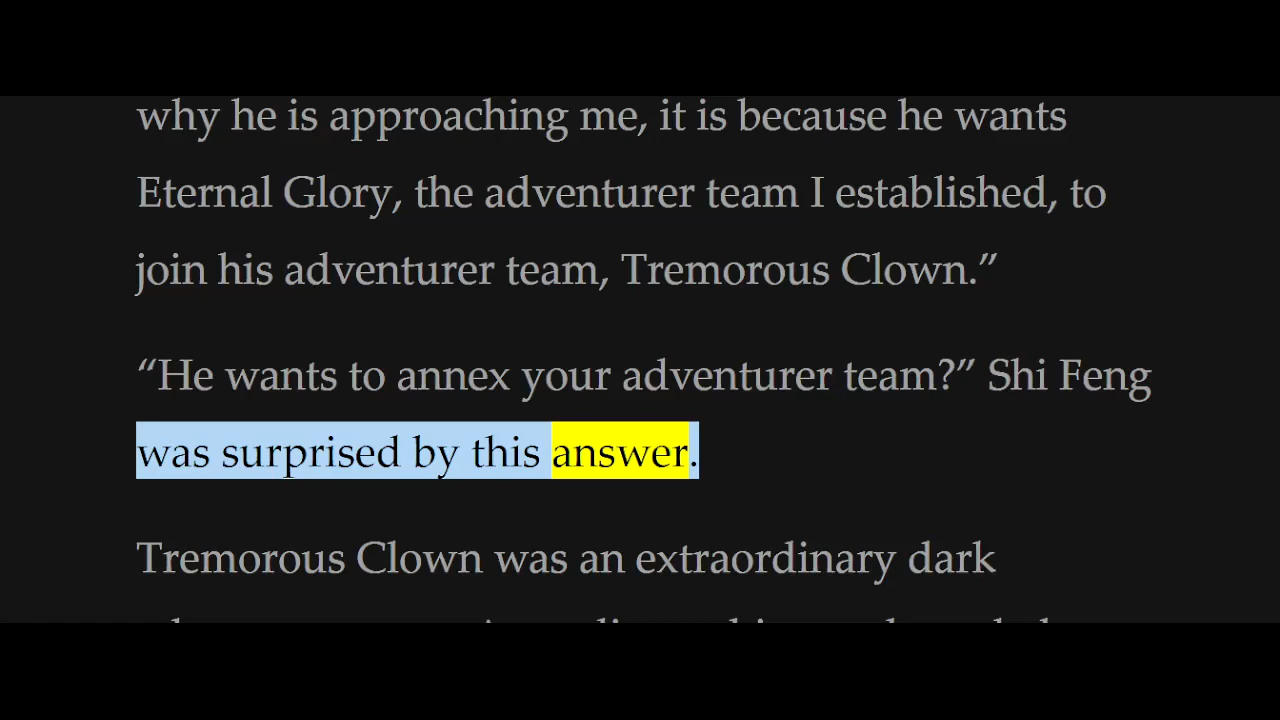 why he is approaching me, it is because he wants
Eternal Glory, the adventurer team I established, to
join his adventurer team, Tremorous Clown.”
“He wants to annex your adventurer team?” Shi Feng
was surprised by this answer.
Tremorous Clown was an extraordinary dark